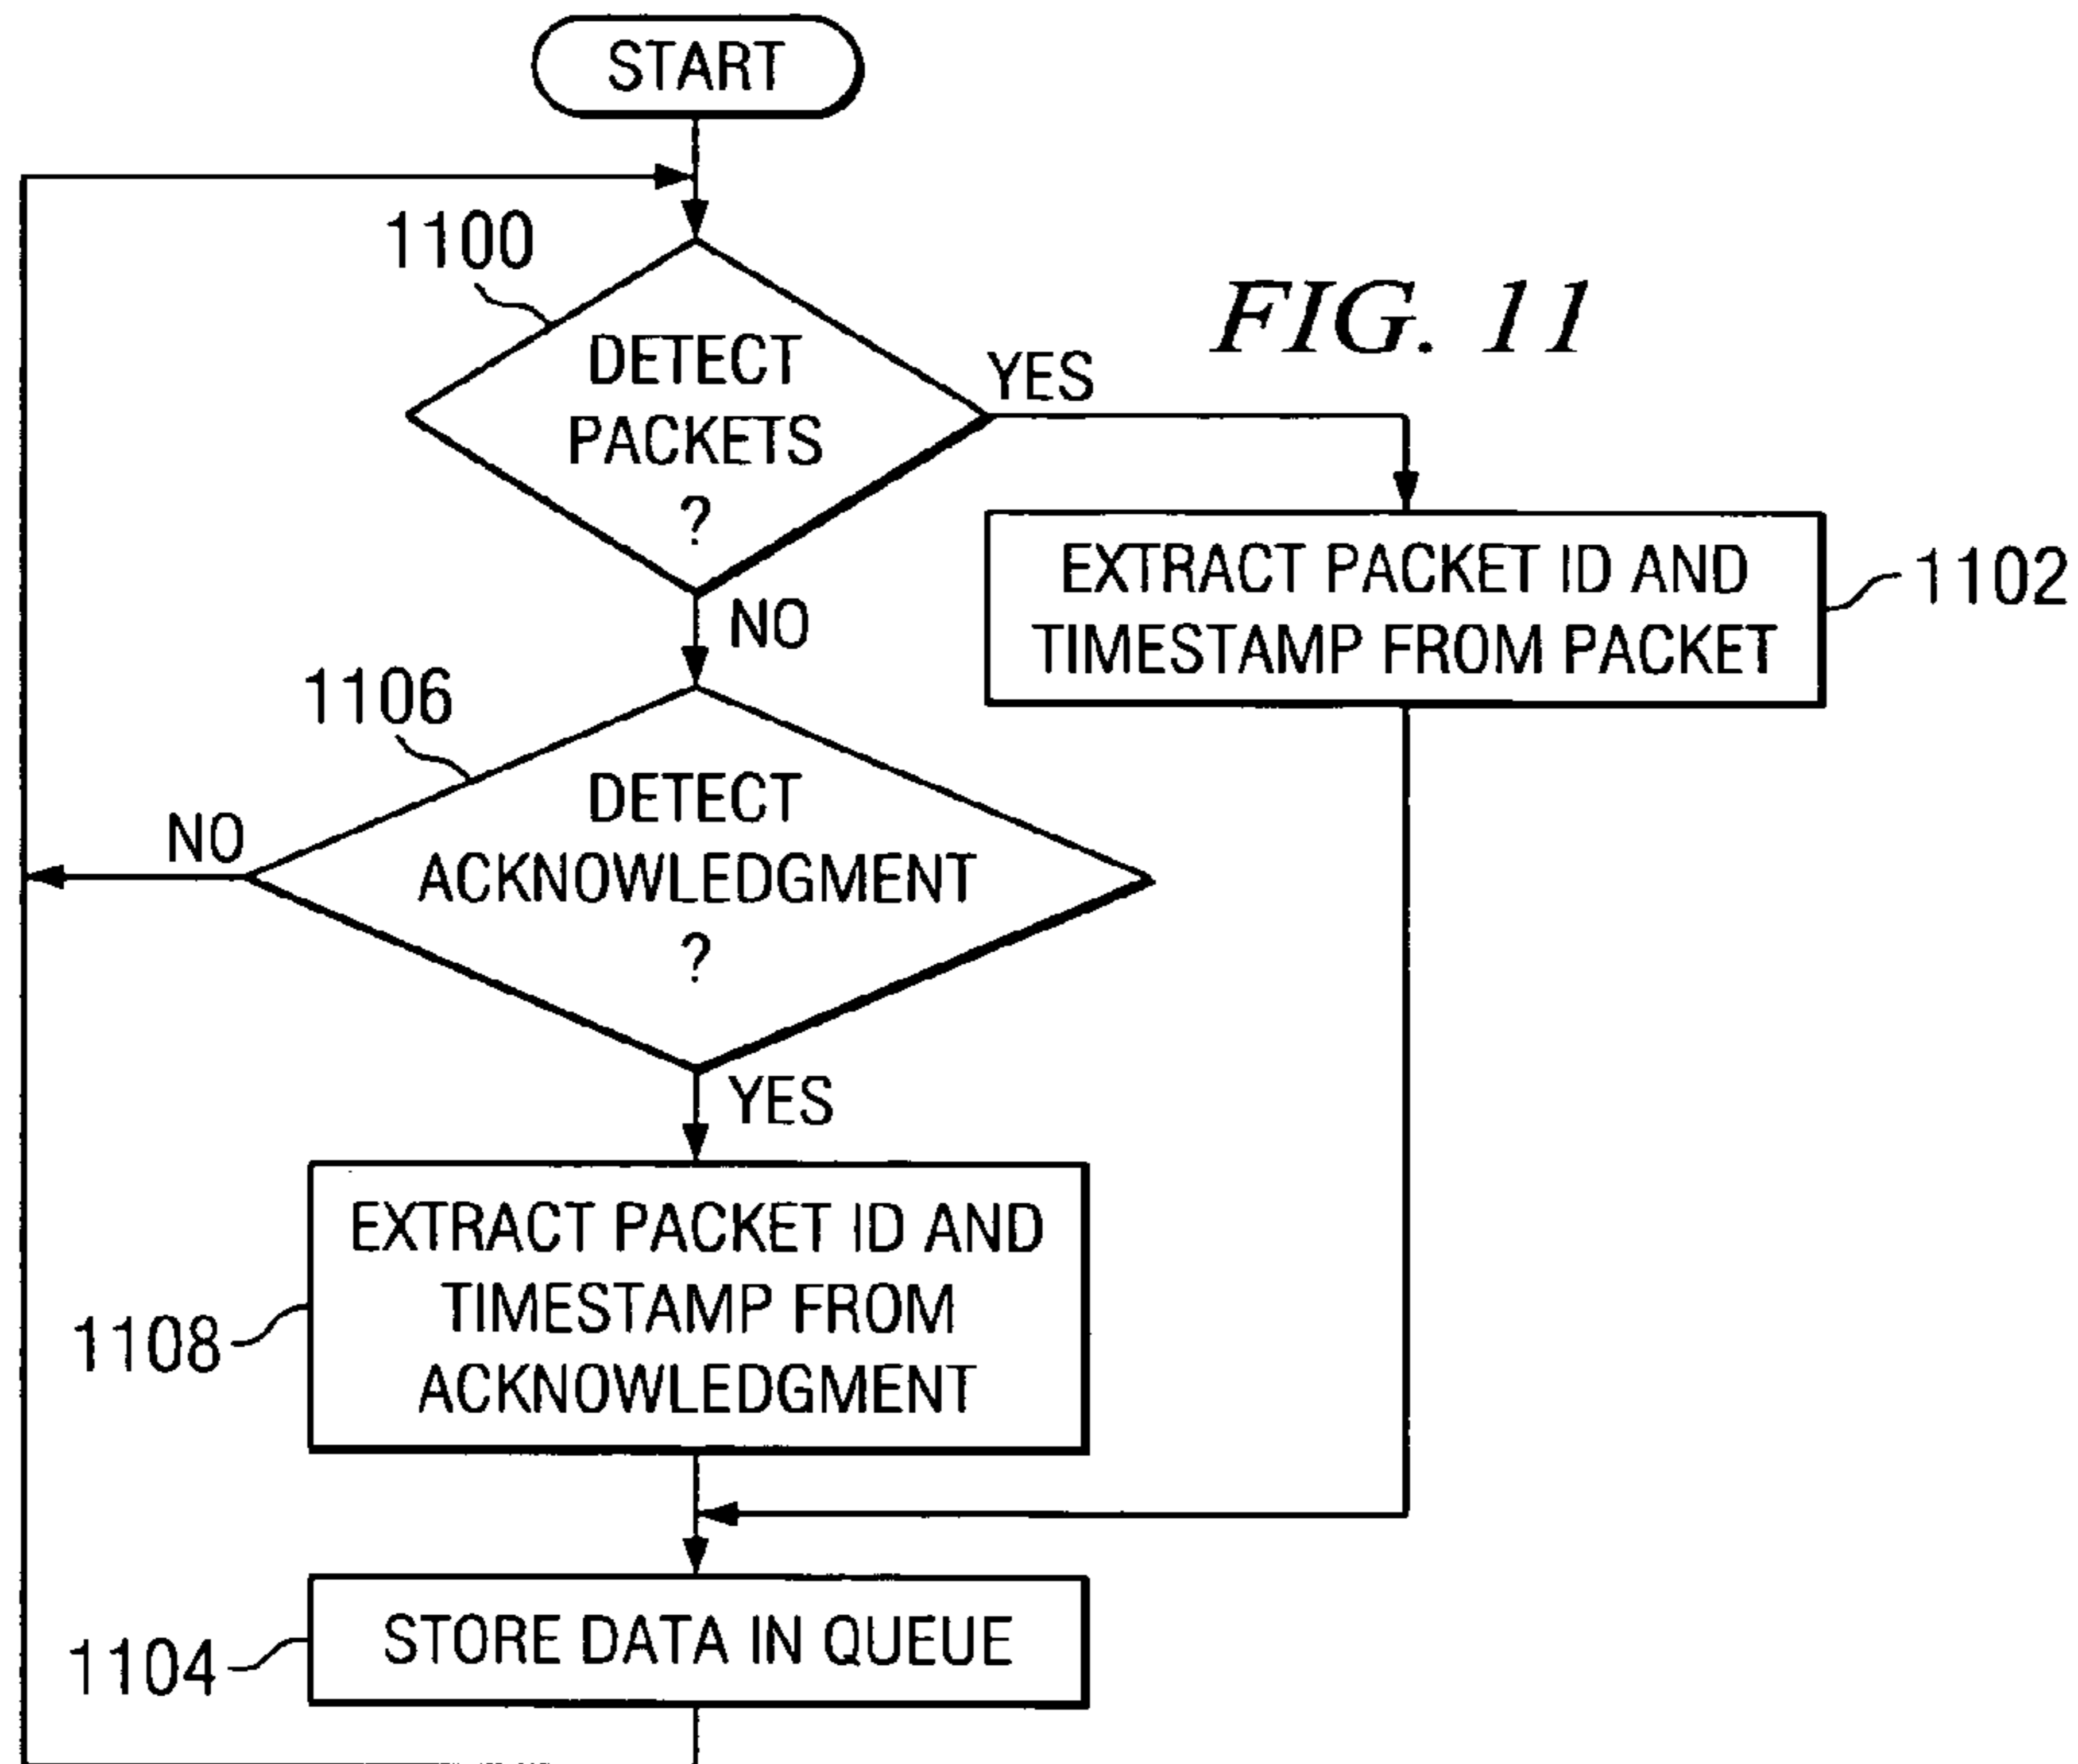 START
1100
FIG. 11
DETECT
PACKETS
?
YES
NO
EXTRACT PACKET ID AND
TIMESTAMP FROM PACKET
1102
1106
DETECT
ACKNOWLEDGMENT
?
NO
YES
EXTRACT PACKET ID AND
TIMESTAMP FROM
ACKNOWLEDGMENT
1108
STORE DATA IN QUEUE
1104